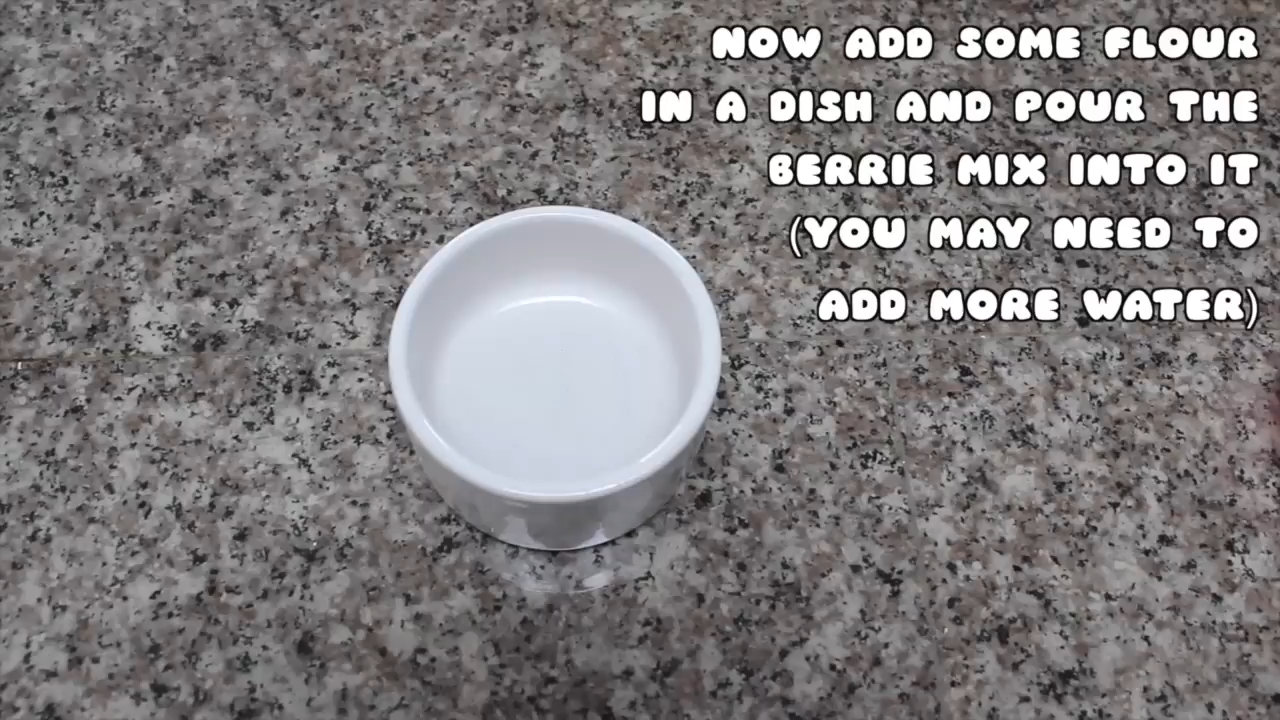 NOW ADD SOME FLOUR
IN A DISH AND POUR THE
BERRIE MIX INTO IT
(YOU MAY NEED TO
ADD MORE WATER)